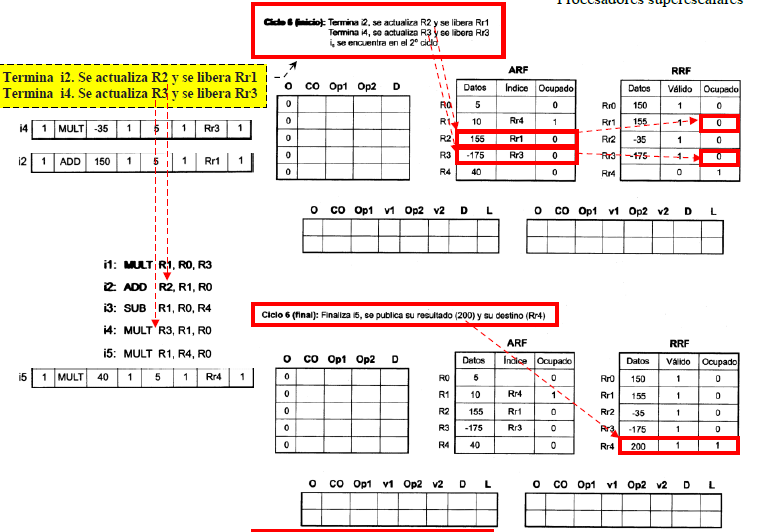 Procesadores superescalares
Ciclo 6 (inicio): Termina i2, se actualiza R2 y se libera Rr1
Termina i4, se actualiza R3 y se libera Rr3
se encuentra en el 2º ciclo
Termina i2. Se actualiza R2 y se libera Rr1
Termina i4. Se actualiza R3 y se libera Rr3
i4 1 MULT -35 1 5 1 Rr3 1
i2 1 ADD 150 1 5 1 Rr1 1
O CO Op1 Op2 D
0
0
0
0
0
ARF
Datos Índice Ocupado
R0 5 0
R1 10 Rr4 1
R2 155 Rr1 0
R3 -175 Rr3 0
R4 40 0
RRF
Datos Válido Ocupado
Rr0 150 1 0
Rr1 155 1 0
Rr2 -35 1 0
Rr3 -175 1 0
Rr4 0 1
O CO Op1 v1 Op2 v2 D L
O CO Op1 v1 Op2 v2 D L
i1: MULT R1, R0, R3
i2: ADD R2, R1, R0
i3: SUB R1, R0, R4
i4: MULT R3, R1, R0
i5: MULT R1, R4, R0
i5 1 MULT 40 1 5 1 Rr4 1
Ciclo 6 (final): Finaliza i5, se publica su resultado (200) y su destino (Rr4)
O CO Op1 Op2 D
0
0
0
0
0
ARF
Datos Índice Ocupado
R0 5 0
R1 10 Rr4 1
R2 155 Rr1 0
R3 -175 Rr3 0
R4 40 0
RRF
Datos Válido Ocupado
Rr0 150 1 0
Rr1 155 1 0
Rr2 -35 1 0
Rr3 -175 1 0
Rr4 200 1 1
O CO Op1 v1 Op2 v2 D L
O CO Op1 v1 Op2 v2 D L